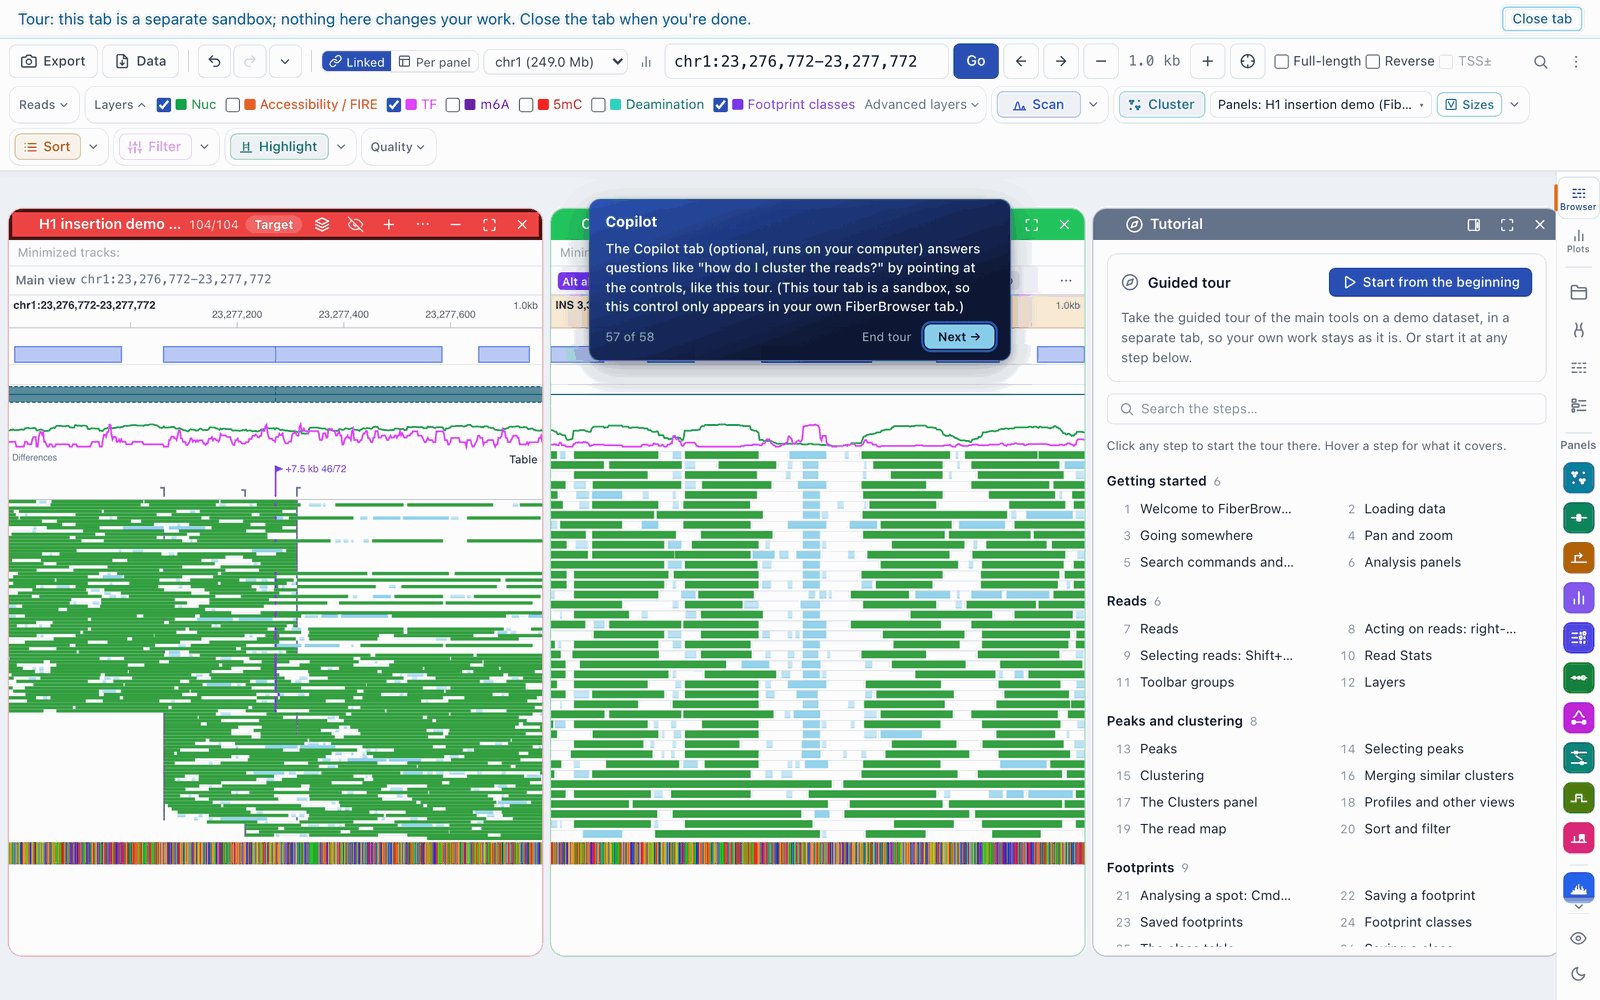 Tour: this tab is a separate sandbox; nothing here changes your work. Close the tab when you're done.
Close tab
Export
Data
Linked
Per panel
chr1 (249.0 Mb)
chr1:23,276,772–23,277,772
Go
1.0 kb
Full-length
Reverse
TSS±
Reads
Layers
Nuc
Accessibility / FIRE
TF
m6A
5mC
Deamination
Footprint classes
Advanced layers
Scan
Cluster
Panels: H1 insertion demo (Fib...
Sizes
Sort
Filter
Highlight
Quality
H1 insertion demo ...
104/104
Target
Minimized tracks:
Main view chr1:23,276,772-23,277,772
chr1:23,276,772-23,277,772
1.0kb
23,277,200
23,277,400
23,277,600
Differences
Table
+7.5 kb 46/72
1.0kb
Copilot
The Copilot tab (optional, runs on your computer) answers
questions like "how do I cluster the reads?" by pointing at
the controls, like this tour. (This tour tab is a sandbox, so
this control only appears in your own FiberBrowser tab.)
57 of 58
End tour
Next →
Tutorial
Guided tour
Start from the beginning
Take the guided tour of the main tools on a demo dataset, in a
separate tab, so your own work stays as it is. Or start it at any
step below.
Search the steps...
Click any step to start the tour there. Hover a step for what it covers.
Getting started 6
1 Welcome to FiberBrow...
2 Loading data
3 Going somewhere
4 Pan and zoom
5 Search commands and...
6 Analysis panels
Reads 6
7 Reads
8 Acting on reads: right-...
9 Selecting reads: Shift+...
10 Read Stats
11 Toolbar groups
12 Layers
Peaks and clustering 8
13 Peaks
14 Selecting peaks
15 Clustering
16 Merging similar clusters
17 The Clusters panel
18 Profiles and other views
19 The read map
20 Sort and filter
Footprints 9
21 Analysing a spot: Cmd...
22 Saving a footprint
23 Saved footprints
24 Footprint classes
Browser
Plots
Panels